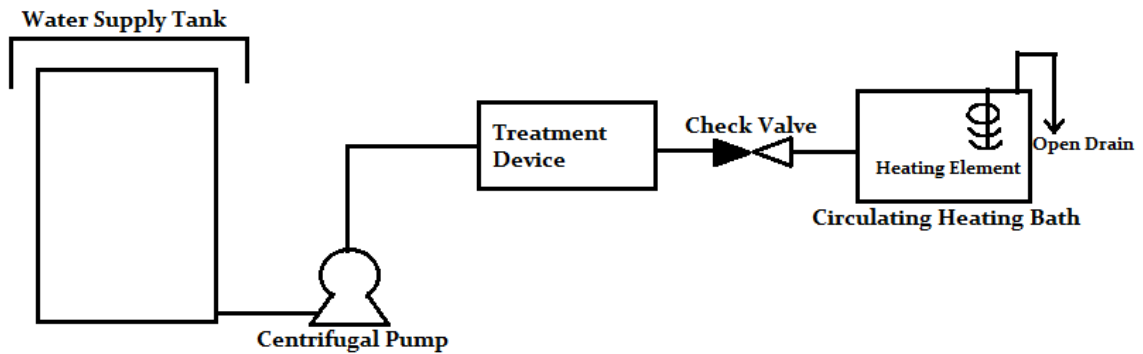 Water Supply Tank
Treatment
Device
Check Valve
Heating Element
Open Drain
Circulating Heating Bath
Centrifugal Pump